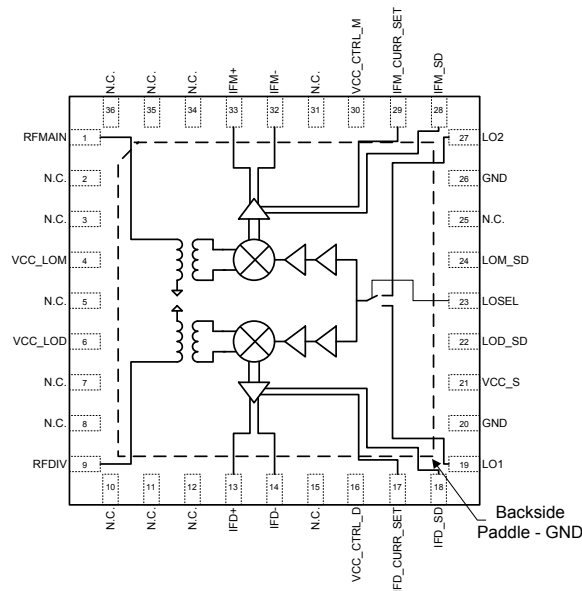 N.C.
N.C.
N.C.
IFM+
IFM-
N.C.
VCC_CTRL_M
IFM_CURR_SET
IFM_SD
36
35
34
33
32
31
30
29
28
RFMAIN
1
27
LO2
N.C.
2
26
GND
N.C.
3
25
N.C.
VCC_LOM
4
24
LOM_SD
N.C.
5
23
LOSEL
VCC_LOD
6
22
LOD_SD
N.C.
7
21
VCC_S
N.C.
8
20
GND
RFDIV
9
19
LO1
10
11
12
13
14
15
16
17
18
N.C.
N.C.
N.C.
IFD+
IFD-
N.C.
VCC_CTRL_D
FD_CURR_SET
IFD_SD
Backside
Paddle - GND